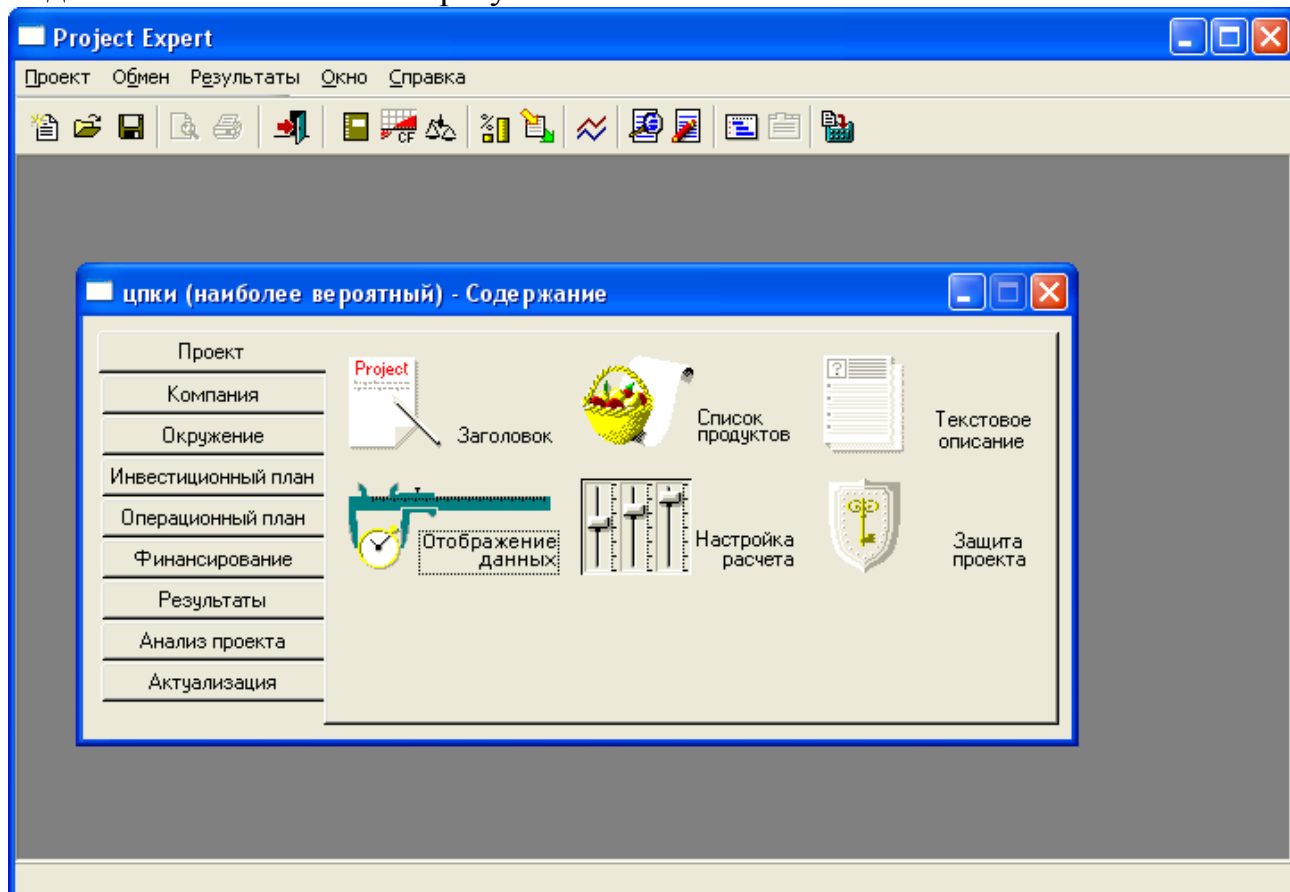 Project Expert
Проект Обмен Результаты Окно Справка
CF
цпки (наиболее вероятный) - Содержание
Проект
Компания
Окружение
Инвестиционный план
Операционный план
Финансирование
Результаты
Анализ проекта
Актуализация
Project
Заголовок
Список
продуктов
?
Текстовое
описание
Отображение
данных
Настройка
расчета
Защита
проекта